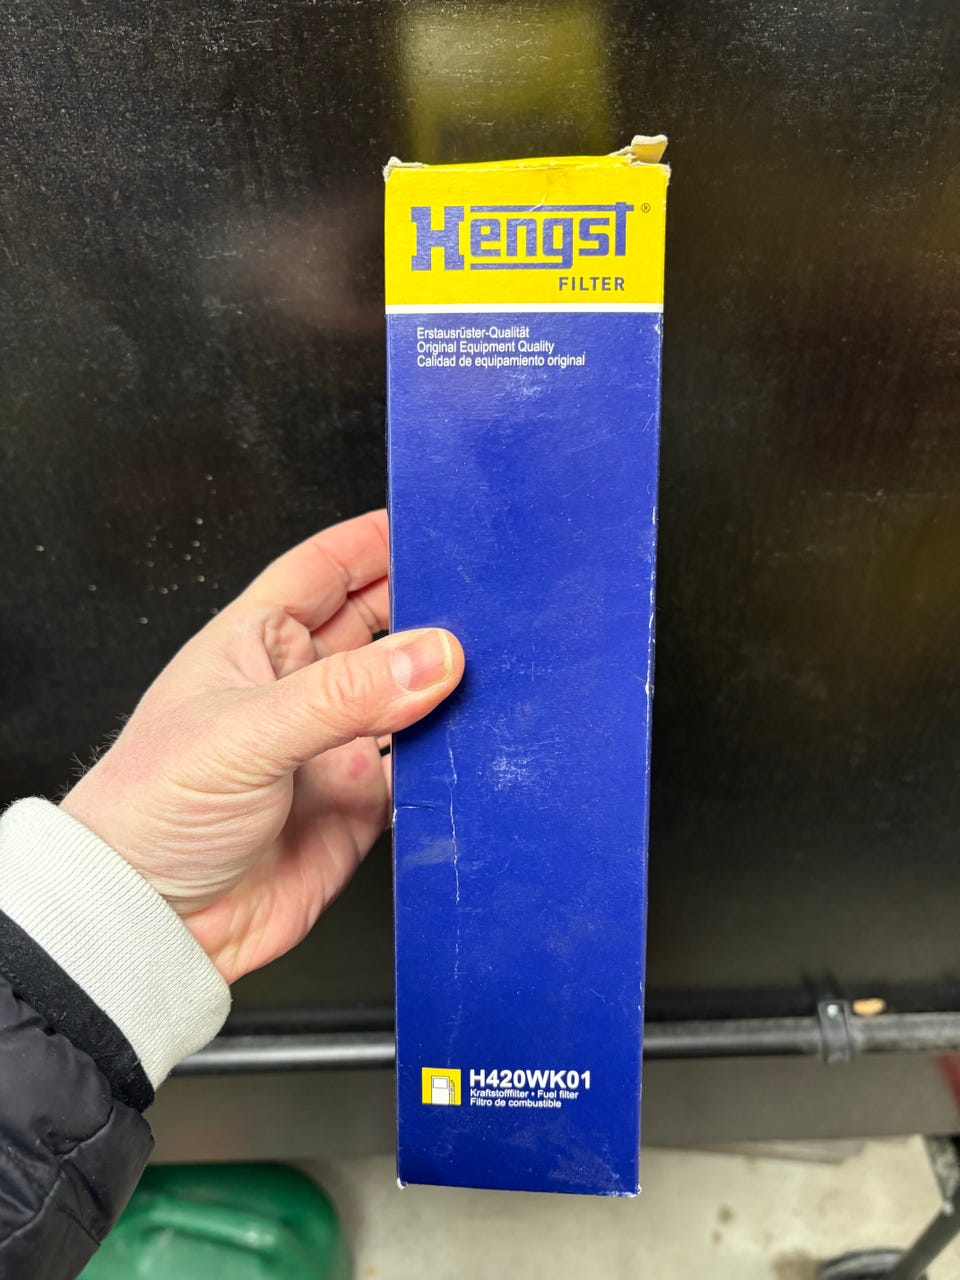 Hengst®
FILTER
Erstausrüster-Qualität
Original Equipment Quality
Calidad de equipamiento original
H420WK01
Kraftstofffilter • Fuel filter
Filtro de combustible